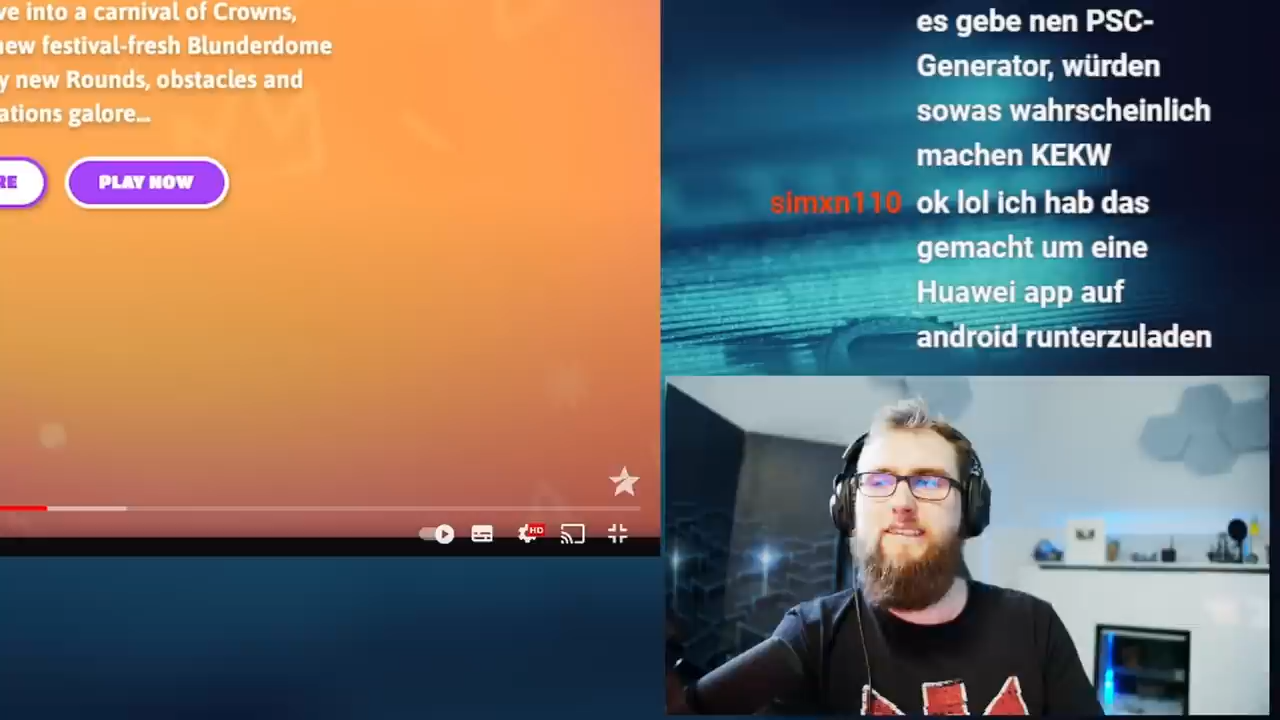 ve into a carnival of Crowns,
new festival-fresh Blunderdome
y new Rounds, obstacles and
ations galore...
RE
PLAY NOW
HD
es gebe nen PSC-
Generator, würden
sowas wahrscheinlich
machen KEKW
simxn110 ok lol ich hab das
gemacht um eine
Huawei app auf
android runterzuladen